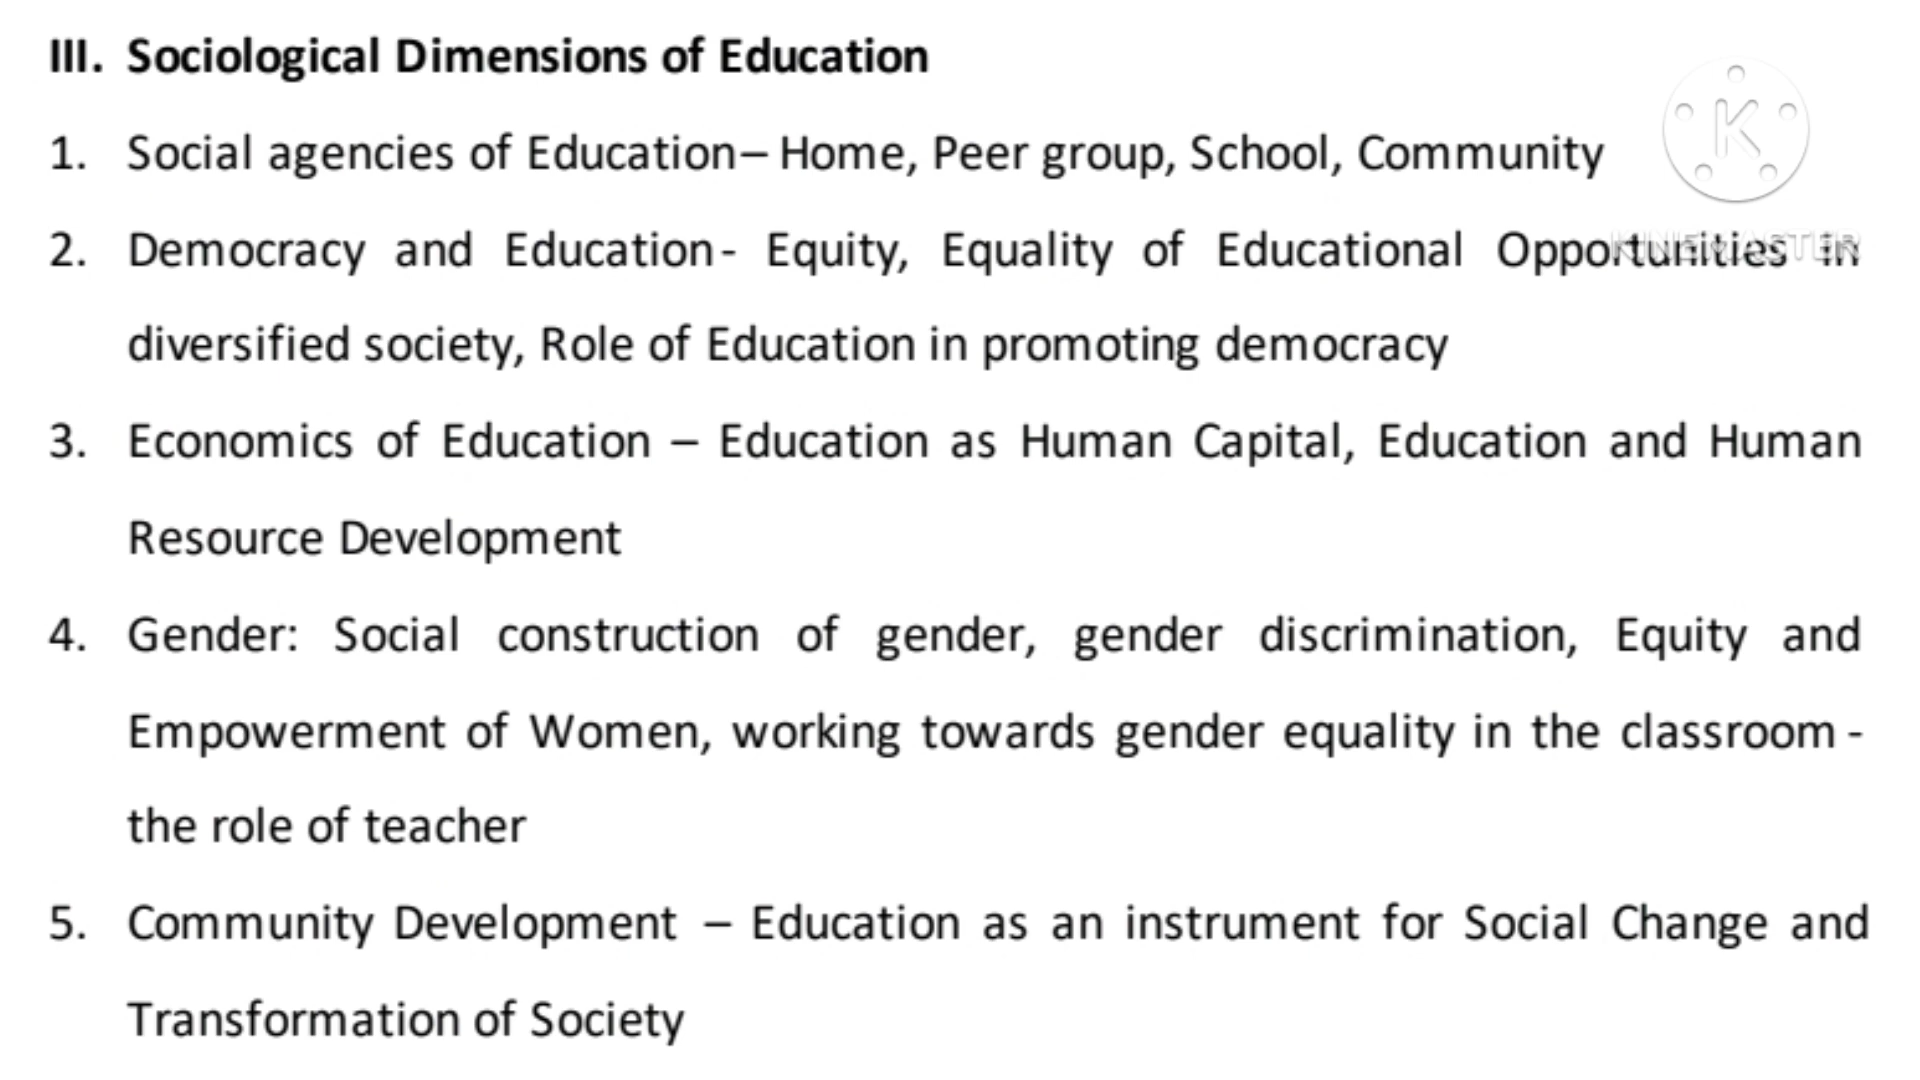 III. Sociological Dimensions of Education
1. Social agencies of Education– Home, Peer group, School, Community
2. Democracy and Education- Equity, Equality of Educational Opportunities in
diversified society, Role of Education in promoting democracy
3. Economics of Education – Education as Human Capital, Education and Human
Resource Development
4. Gender: Social construction of gender, gender discrimination, Equity and
Empowerment of Women, working towards gender equality in the classroom -
the role of teacher
5. Community Development – Education as an instrument for Social Change and
Transformation of Society
K
KINEMASTER